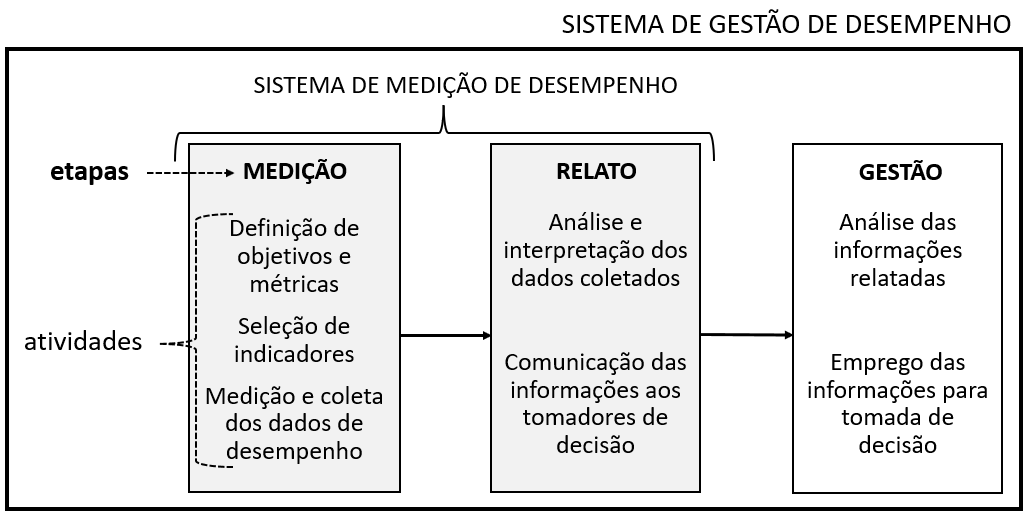 SISTEMA DE GESTÃO DE DESEMPENHO
SISTEMA DE MEDIÇÃO DE DESEMPENHO
etapas
MEDIÇÃO
Definição de
objetivos e
métricas
Seleção de
indicadores
Medição e coleta
dos dados de
desempenho
atividades
RELATO
Análise e
interpretação dos
dados coletados
Comunicação das
informações aos
tomadores de
decisão
GESTÃO
Análise das
informações
relatadas
Emprego das
informações para
tomada de
decisão